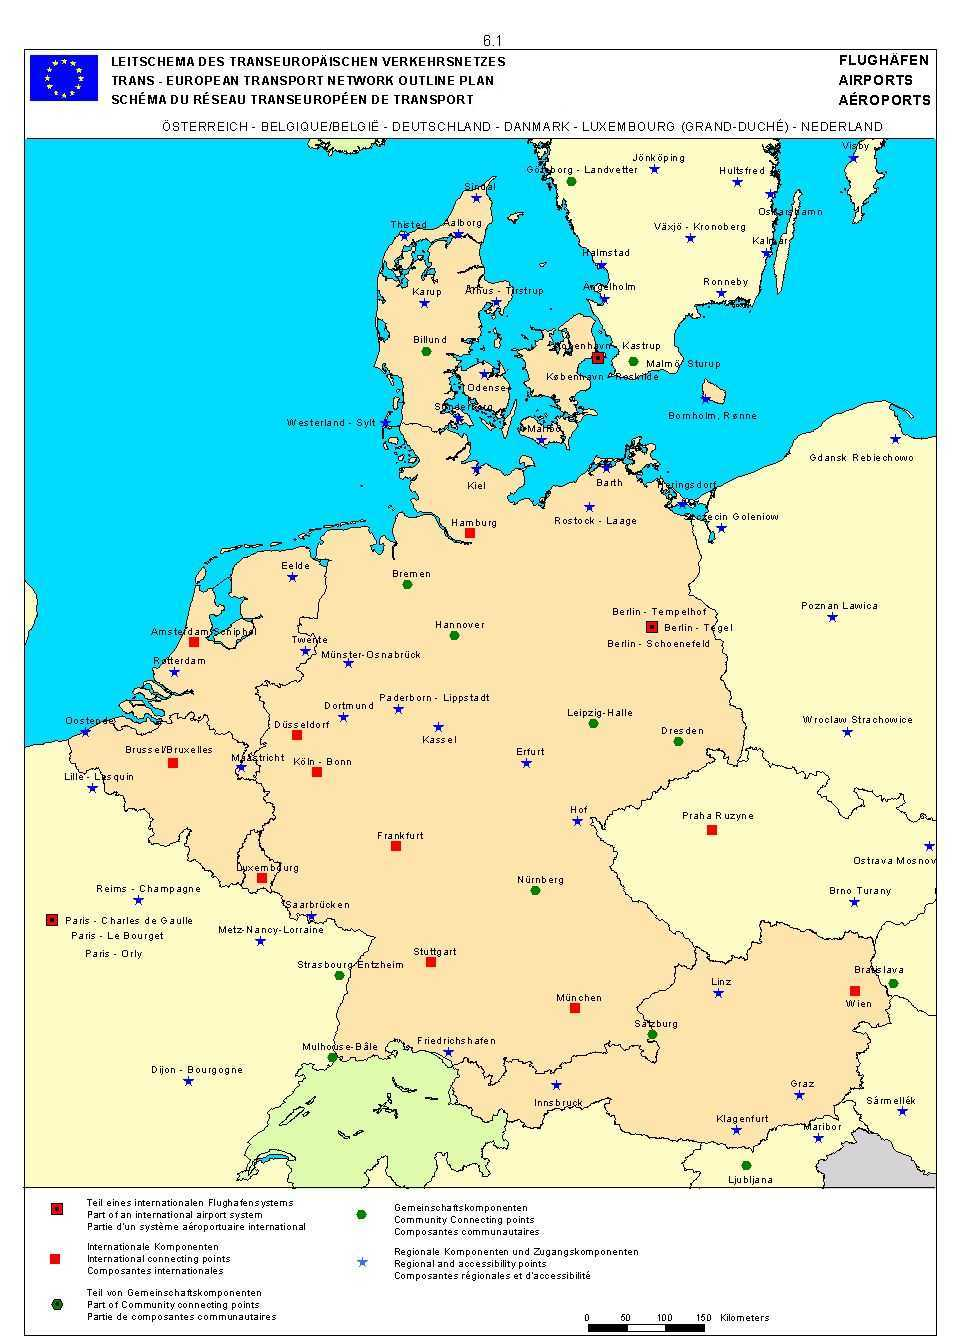 6.1
LEITSCHEMA DES TRANSEUROPÄISCHEN VERKEHRSNETZES
TRANS - EUROPEAN TRANSPORT NETWORK OUTLINE PLAN
SCHÉMA DU RÉSEAU TRANSEUROPÉEN DE TRANSPORT
FLUGHÄFEN
AIRPORTS
AÉROPORTS
ÖSTERREICH - BELGIQUE/BELGIË - DEUTSCHLAND - DANMARK - LUXEMBOURG (GRAND-DUCHÉ) - NEDERLAND
Visby
Jönköping
Göteborg - Landvetter
Hultsfred
Sindal
Oskarshamn
Thisted
Aalborg
Växjö - Kronoberg
Kalmar
Halmstad
Ronneby
Ängelholm
Karup
Århus - Tirstrup
Billund
København - Kastrup
Malmö Sturup
København - Roskilde
Odense
Sønderborg
Bornholm, Rønne
Westerland - Sylt
Maribo
Gdansk Rebiechowo
Kiel
Barth
Heringsdorf
Rostock - Laage
Szczecin Goleniow
Hamburg
Eelde
Bremen
Poznan Lawica
Berlin - Tempelhof
Berlin - Tegel
Berlin - Schoenefeld
Amsterdam Schiphol
Hannover
Twente
Münster-Osnabrück
Rotterdam
Paderborn - Lippstadt
Dortmund
Leipzig-Halle
Oostende
Düsseldorf
Kassel
Dresden
Wroclaw Strachowice
Brussel/Bruxelles
Maastricht
Köln - Bonn
Erfurt
Lille - Lesquin
Hof
Praha Ruzyne
Frankfurt
Ostrava Mosnov
Luxembourg
Nürnberg
Reims - Champagne
Brno Turany
Saarbrücken
Paris - Charles de Gaulle
Paris - Le Bourget
Paris - Orly
Metz-Nancy-Lorraine
Stuttgart
Strasbourg Entzheim
Bratislava
Linz
München
Wien
Salzburg
Mulhouse-Bâle
Friedrichshafen
Dijon - Bourgogne
Innsbruck
Graz
Sármellék
Klagenfurt
Maribor
Ljubljana
Teil eines internationalen Flughafensystems
Part of an international airport system
Partie d'un système aéroportuaire international
Internationale Komponenten
International connecting points
Composantes internationales
Teil von Gemeinschaftskomponenten
Part of Community connecting points
Partie de composantes communautaires
Gemeinschaftskomponenten
Community Connecting points
Composantes communautaires
Regionale Komponenten und Zugangskomponenten
Regional and accessibility points
Composantes régionales et d'accessibilité
0 50 100 150 Kilometers